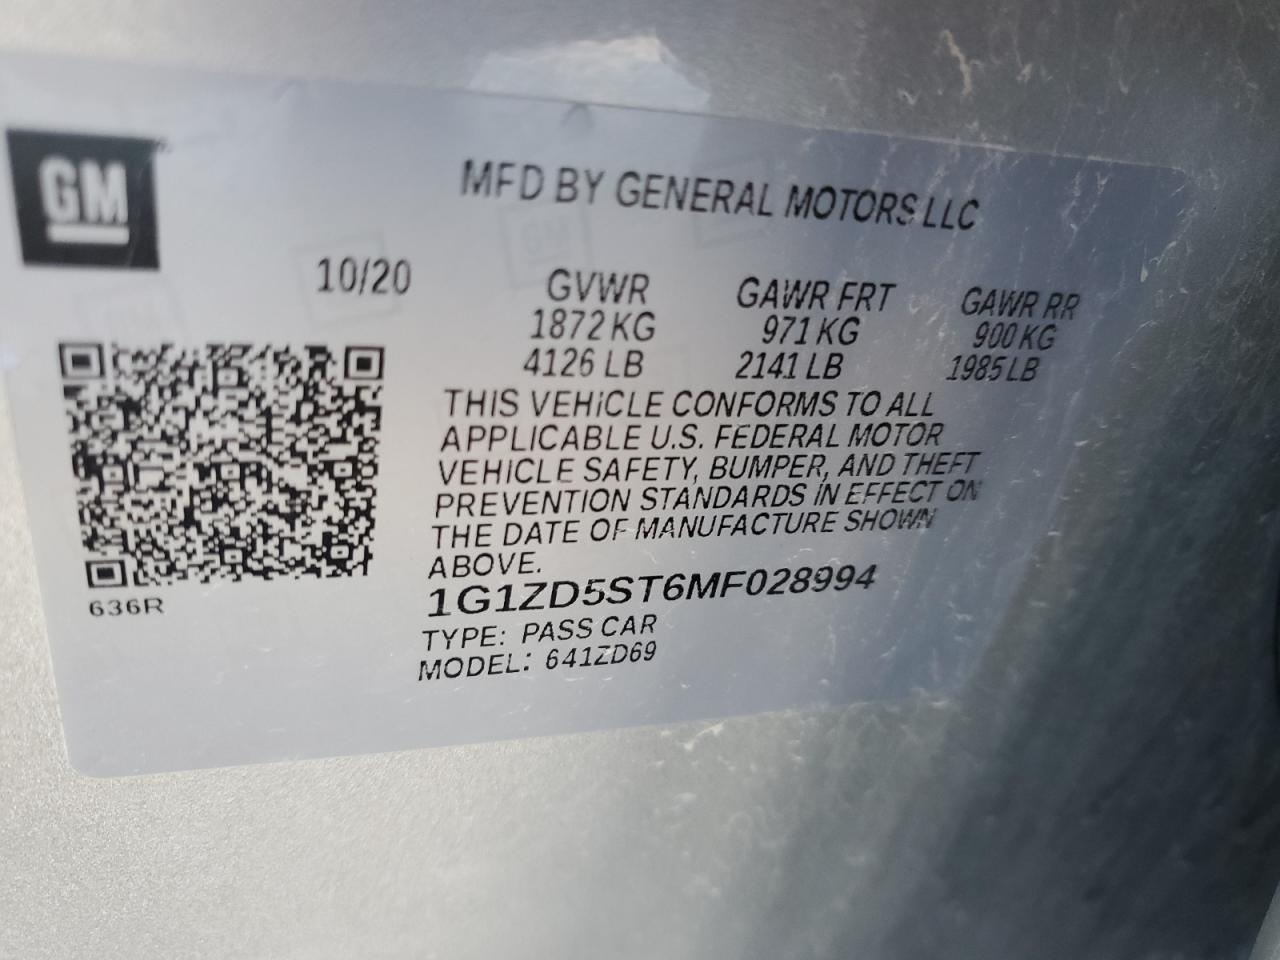 GM
MFD BY GENERAL MOTORS LLC
10/20
GVWR GAWR FRT GAWR RR
1872 KG 971 KG 900 KG
4126 LB 2141 LB 1985 LB
THIS VEHICLE CONFORMS TO ALL
APPLICABLE U.S. FEDERAL MOTOR
VEHICLE SAFETY, BUMPER, AND THEFT
PREVENTION STANDARDS IN EFFECT ON
THE DATE OF MANUFACTURE SHOWN
ABOVE.
636R
1G1ZD5ST6MF028994
TYPE: PASS CAR
MODEL: 641ZD69